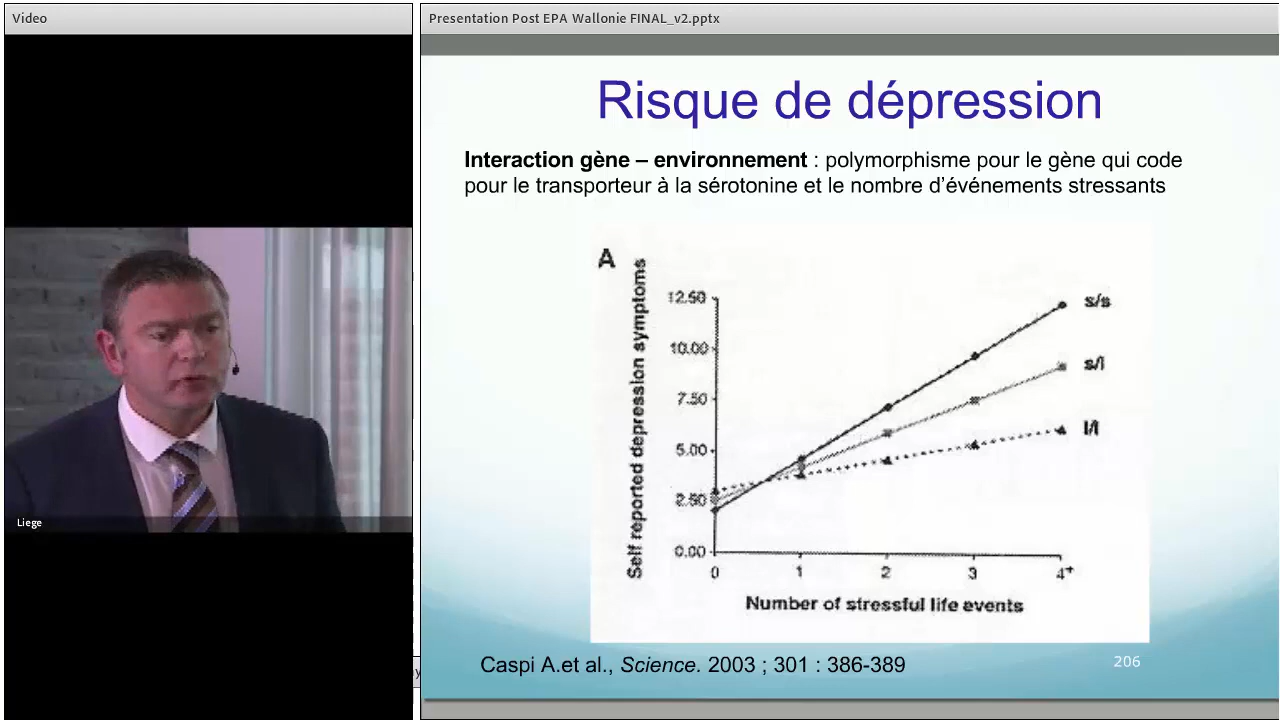 Video
Liege
Presentation Post EPA Wallonie FINAL_v2.pptx
Risque de dépression
Interaction gène – environnement : polymorphisme pour le gène qui code
pour le transporteur à la sérotonine et le nombre d’événements stressants
A
Self reported depression symptoms
12.50
10.00
7.50
5.00
2.50
0.00
0 1 2 3 4+
s/s
s/l
l/l
Number of stressful life events
Caspi A.et al., Science. 2003 ; 301 : 386-389
206